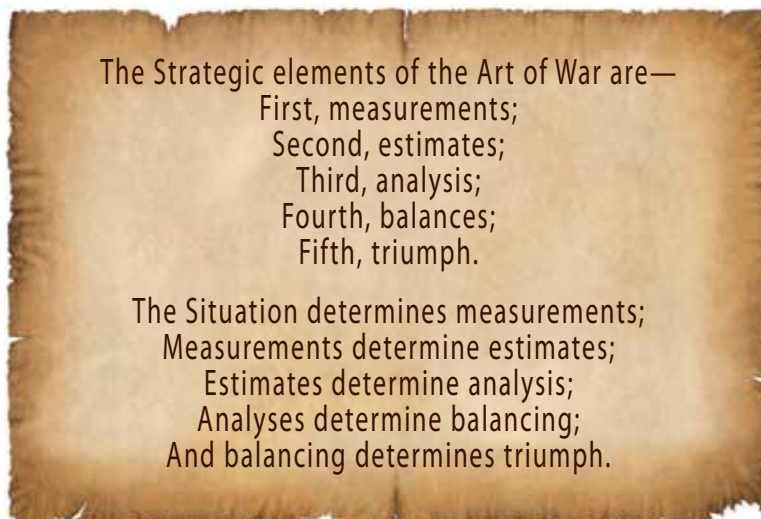 The Strategic elements of the Art of War are—
First, measurements;
Second, estimates;
Third, analysis;
Fourth, balances;
Fifth, triumph.
The Situation determines measurements;
Measurements determine estimates;
Estimates determine analysis;
Analyses determine balancing;
And balancing determines triumph.